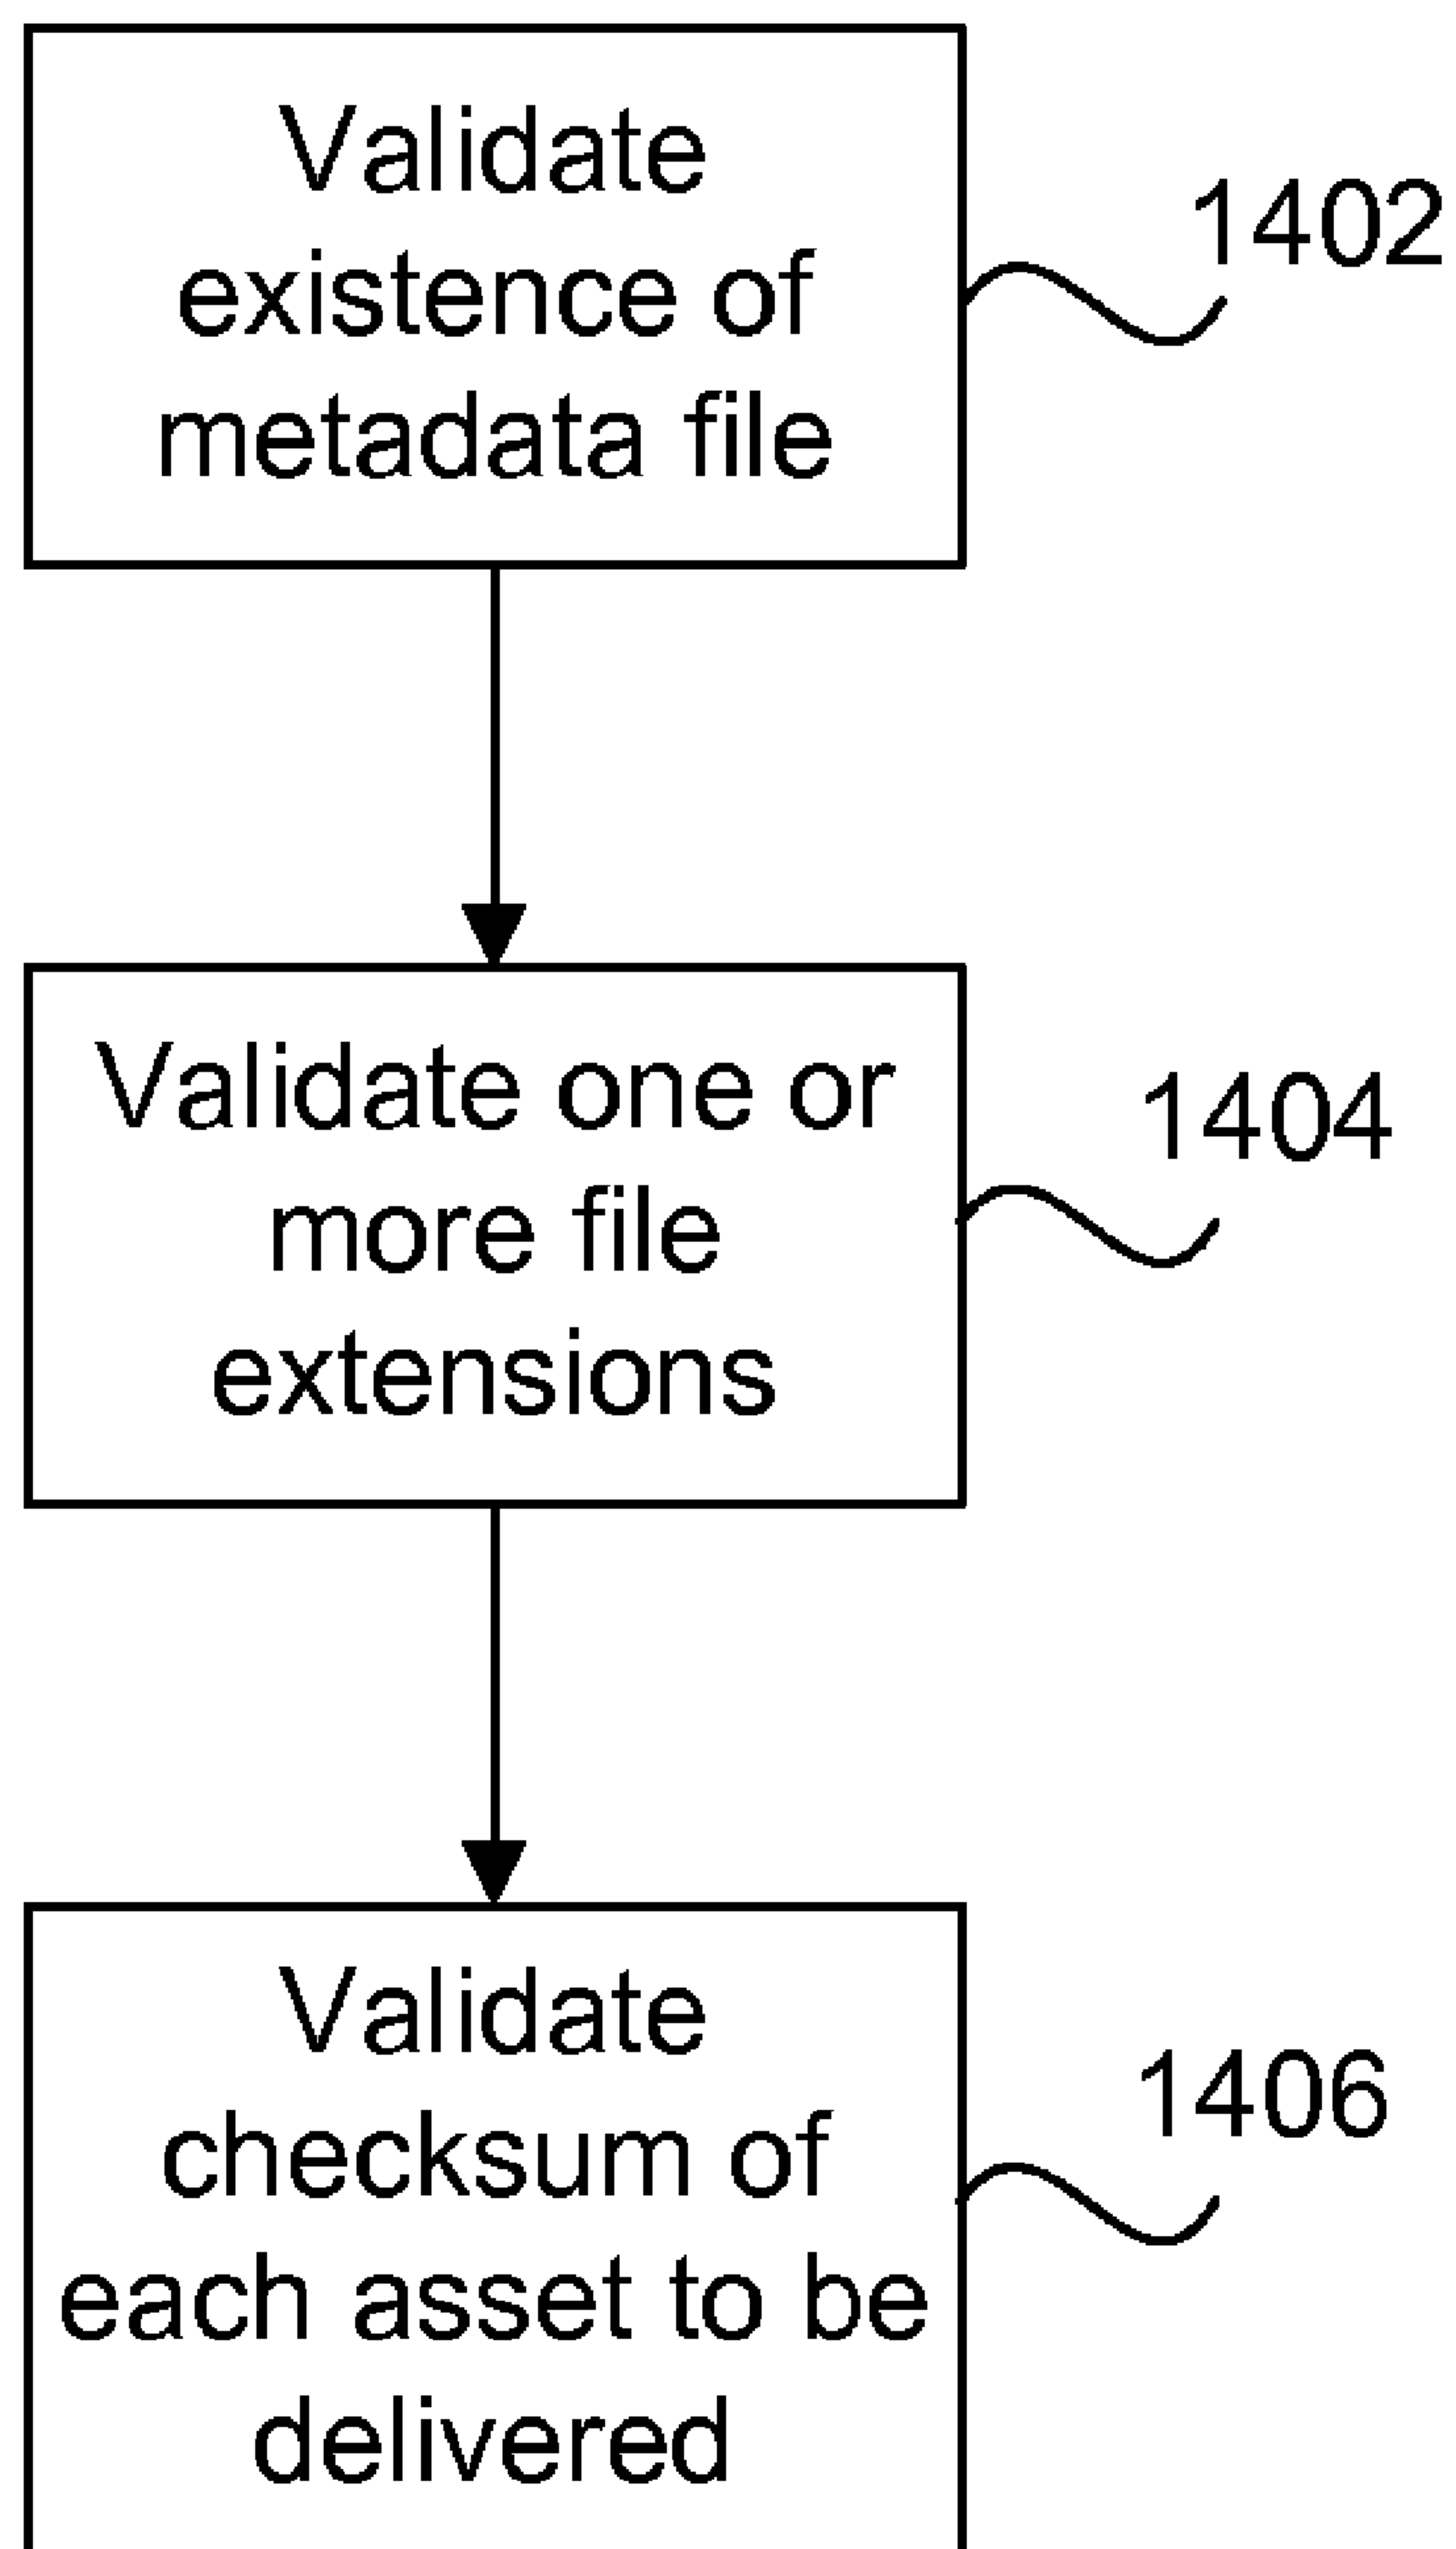 Validate
existence of
metadata file
1402
Validate one or
more file
extensions
1404
Validate
checksum of
each asset to be
delivered
1406